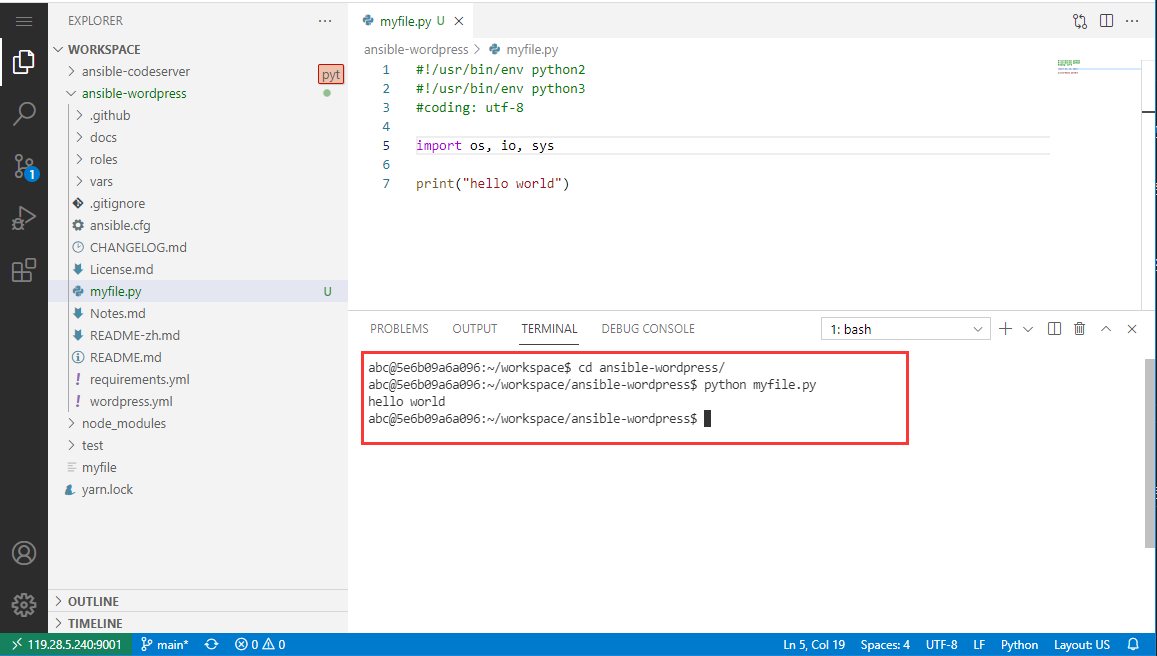 EXPLORER
WORKSPACE
ansible-codeserver
pyt
ansible-wordpress
.github
docs
roles
vars
.gitignore
ansible.cfg
CHANGELOG.md
License.md
myfile.py U
Notes.md
README-zh.md
README.md
requirements.yml
wordpress.yml
node_modules
test
myfile
yarn.lock
OUTLINE
TIMELINE
1
myfile.py U
ansible-wordpress > myfile.py
1 #!/usr/bin/env python2
2 #!/usr/bin/env python3
3 #coding: utf-8
4
5 import os, io, sys
6
7 print("hello world")
PROBLEMS OUTPUT TERMINAL DEBUG CONSOLE 1: bash
abc@5e6b09a6a096:~/workspace$ cd ansible-wordpress/
abc@5e6b09a6a096:~/workspace/ansible-wordpress$ python myfile.py
hello world
abc@5e6b09a6a096:~/workspace/ansible-wordpress$
119.28.5.240:9001 main* 0 0 Ln 5, Col 19 Spaces: 4 UTF-8 LF Python Layout: US